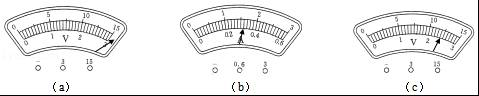 0 5 10 15
0 1 2 3
V
- 3 15
(a)
0 1 2 3
0 0.2 0.4 0.6
A
- 0.6 3
(b)
0 5 10 15
0 1 2 3
V
- 3 15
(c)